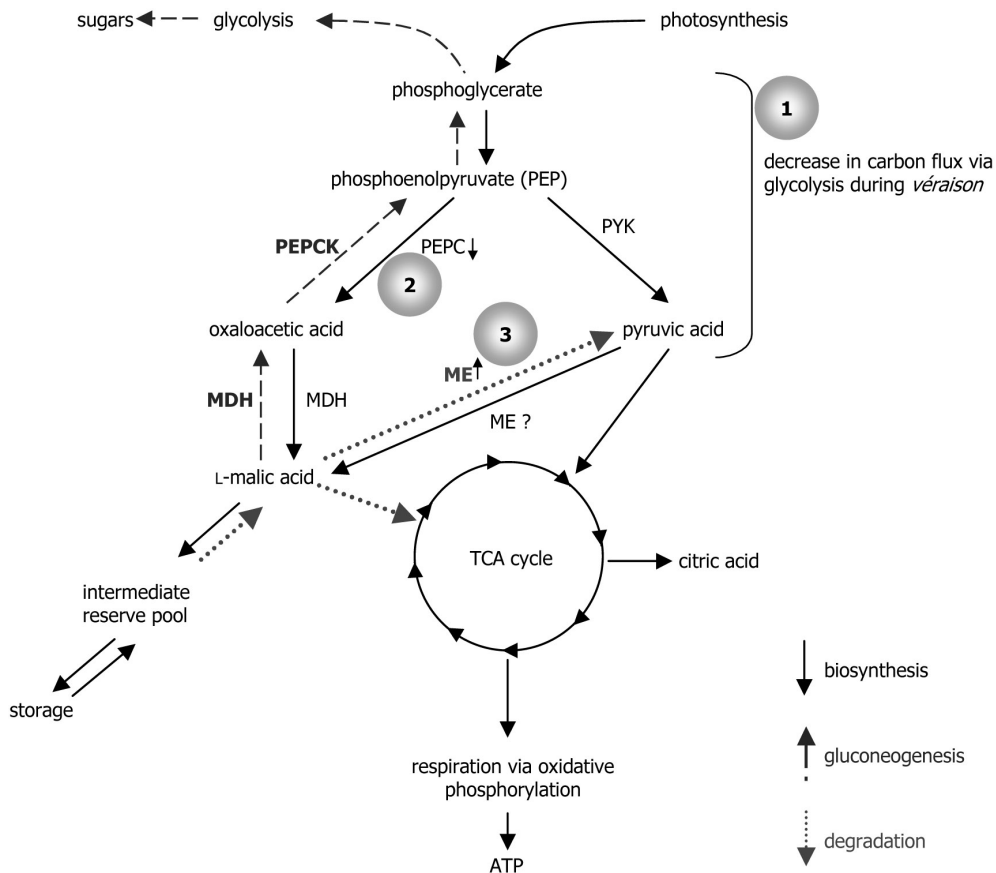 sugars
glycolysis
photosynthesis
phosphoglycerate
1
decrease in carbon flux via
glycolysis during véraison
phosphoenolpyruvate (PEP)
PEPCK
PEPC
PYK
2
oxaloacetic acid
3
pyruvic acid
ME
MDH
MDH
ME ?
L-malic acid
TCA cycle
citric acid
intermediate
reserve pool
storage
biosynthesis
respiration via oxidative
phosphorylation
gluconeogenesis
degradation
ATP